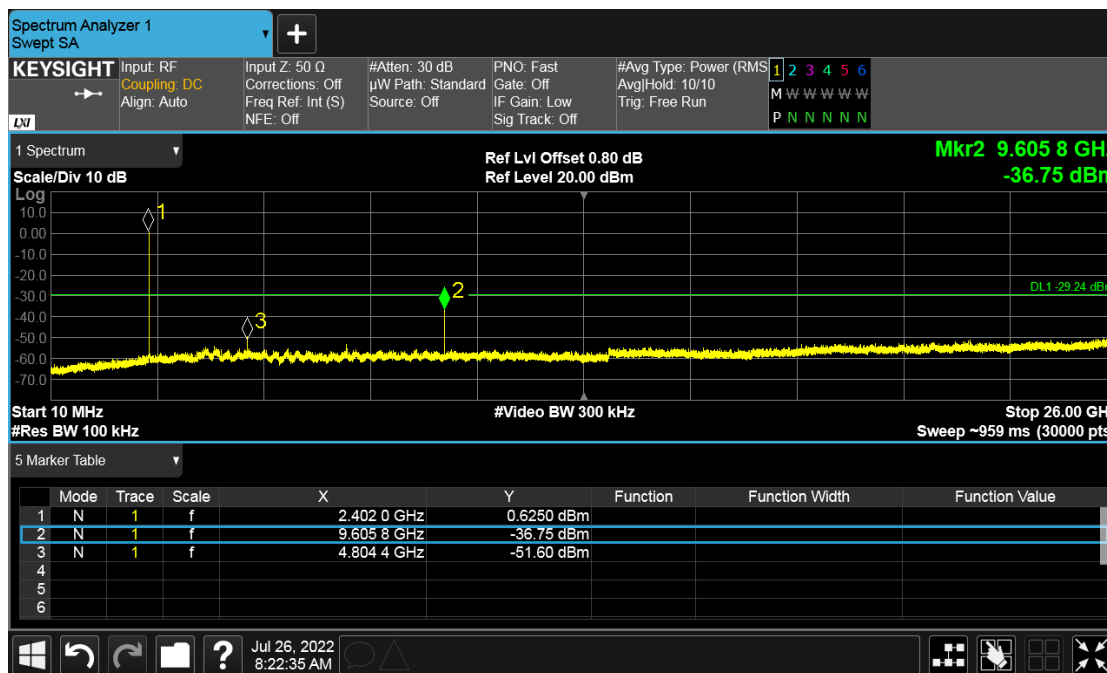 Spectrum Analyzer 1
Swept SA
+
KEYSIGHT
LXI
Input: RF
Coupling: DC
Align: Auto
Input Z: 50 Ω
Corrections: Off
Freq Ref: Int (S)
NFE: Off
#Atten: 30 dB
µW Path: Standard
Source: Off
PNO: Fast
Gate: Off
IF Gain: Low
Sig Track: Off
#Avg Type: Power (RMS
Avg|Hold: 10/10
Trig: Free Run
1 2 3 4 5 6
M W W W W W
P N N N N N
1 Spectrum
Scale/Div 10 dB
Ref Lvl Offset 0.80 dB
Ref Level 20.00 dBm
Mkr2 9.605 8 GH
-36.75 dBm
Log
10.0
0.00
-10.0
-20.0
-30.0
-40.0
-50.0
-60.0
-70.0
1
2
3
DL1 -29.24 dBm
Start 10 MHz
#Video BW 300 kHz
Stop 26.00 GH
#Res BW 100 kHz
Sweep ~959 ms (30000 pts
5 Marker Table
Mode Trace Scale X Y Function Function Width Function Value
1 N 1 f 2.402 0 GHz 0.6250 dBm
2 N 1 f 9.605 8 GHz -36.75 dBm
3 N 1 f 4.804 4 GHz -51.60 dBm
4
5
6
?
Jul 26, 2022
8:22:35 AM